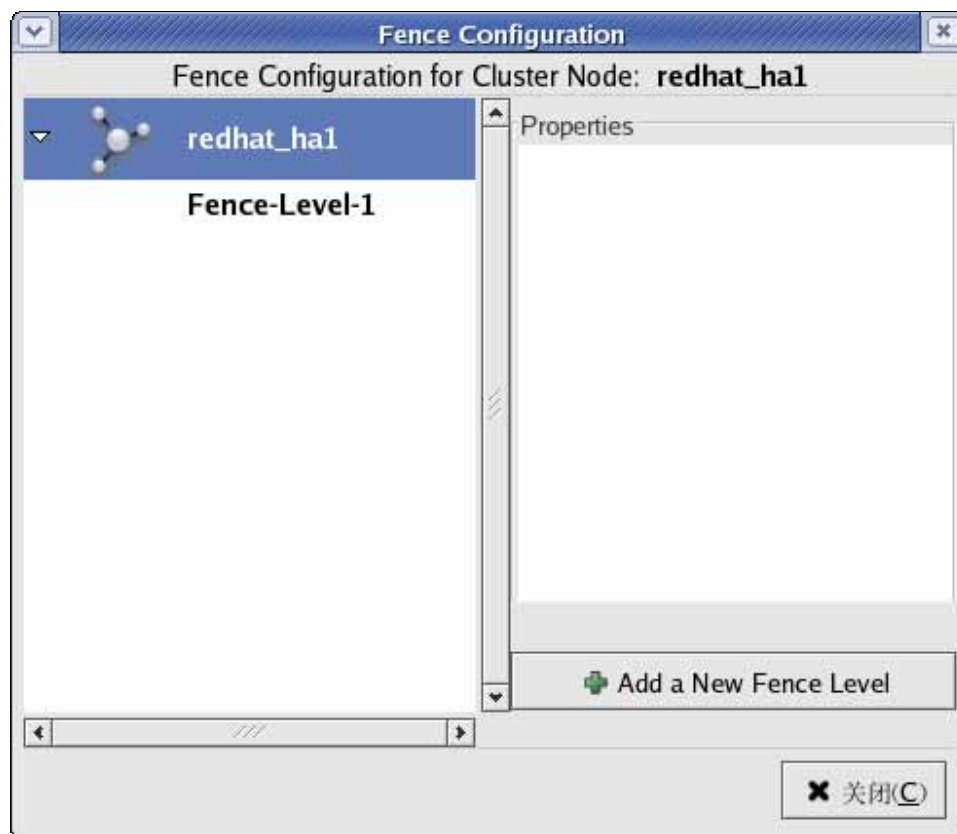 Fence Configuration
Fence Configuration for Cluster Node: redhat_ha1
redhat_ha1
Fence-Level-1
Properties
Add a New Fence Level
关闭(C)